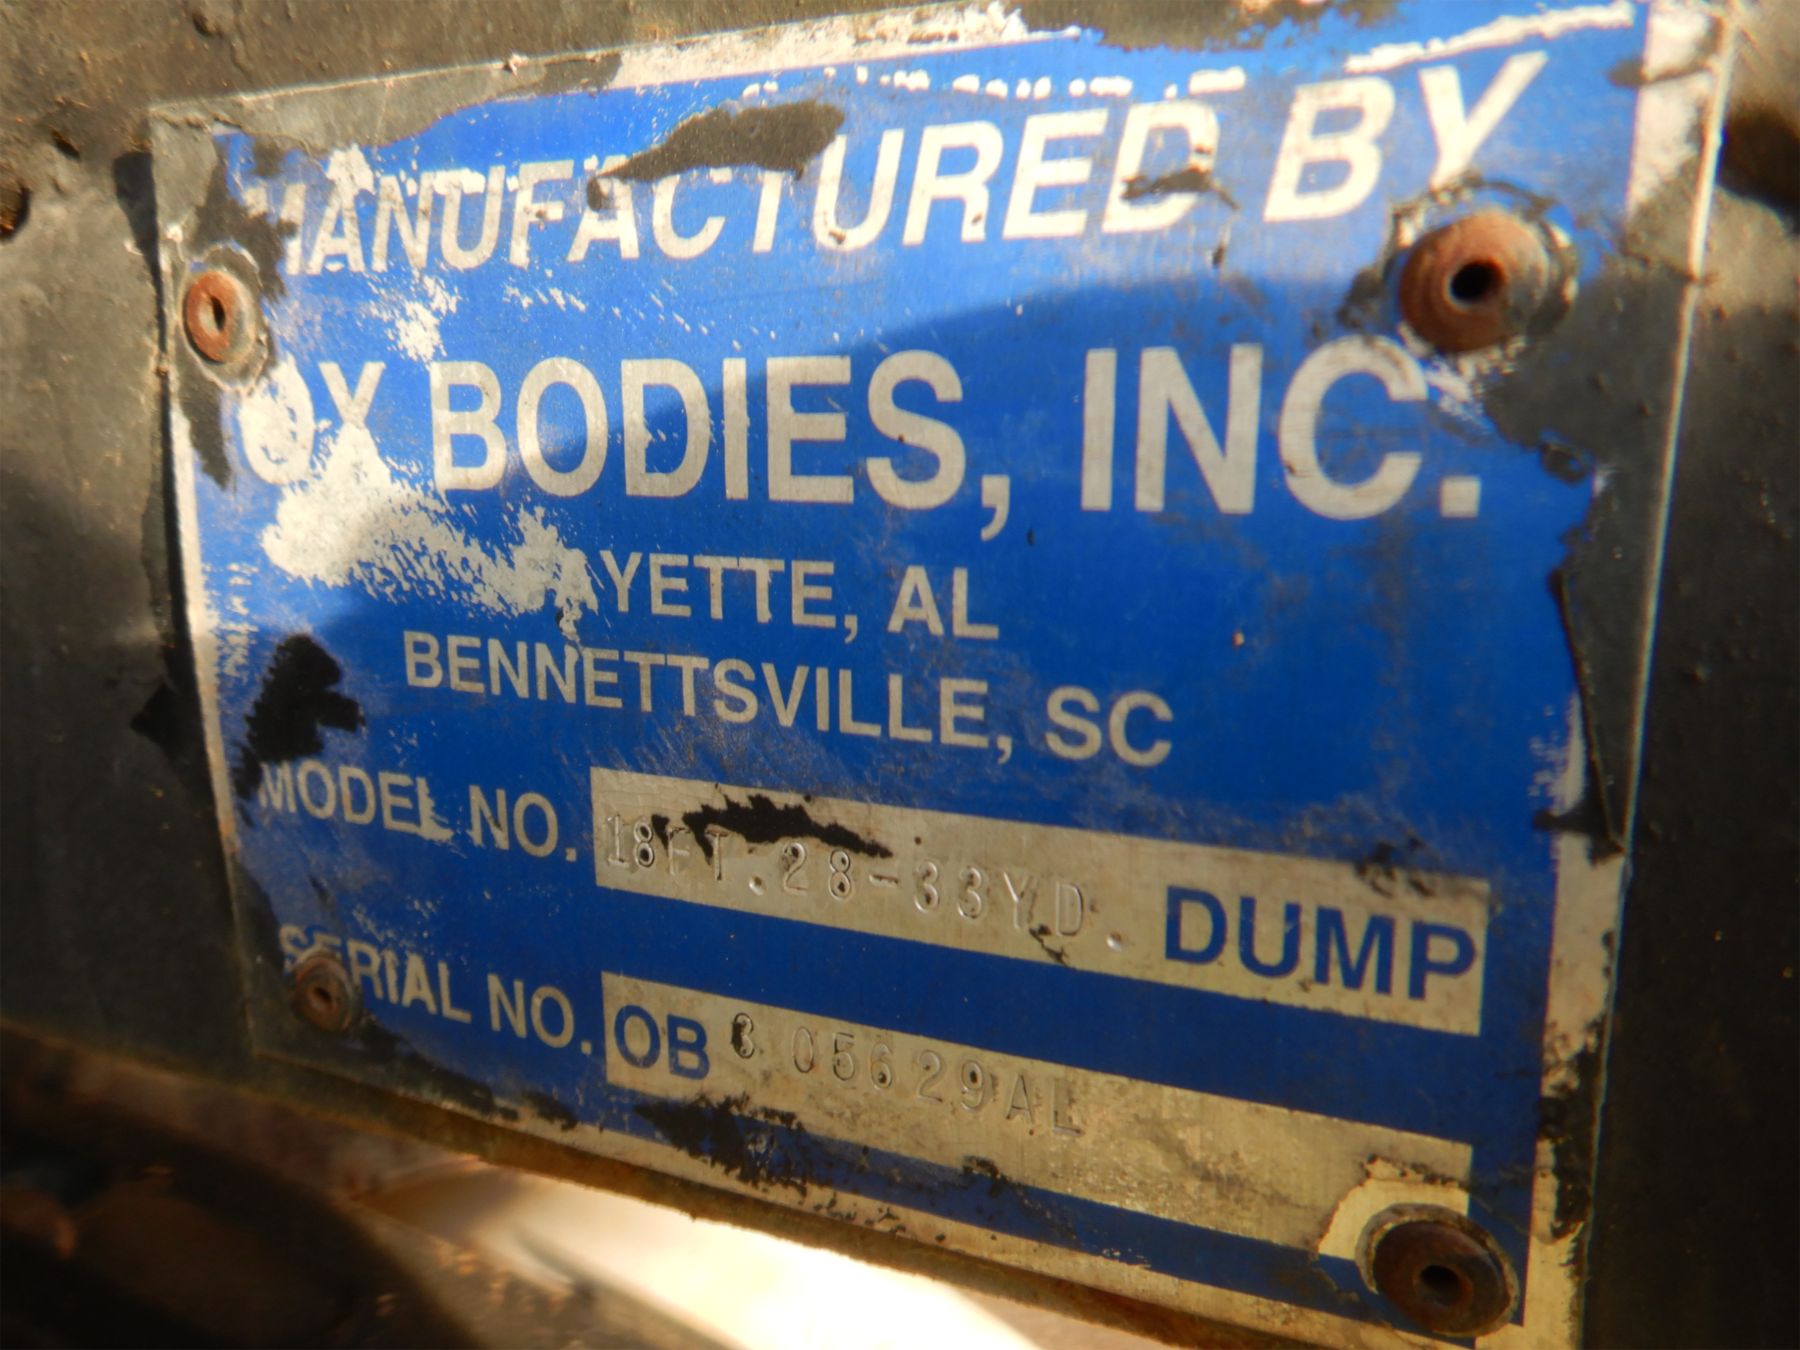 MANUFACTURED BY
OX BODIES, INC.
FAYETTE, AL
BENNETTSVILLE, SC
MODEL NO. 18FT.28-33YD. DUMP
SERIAL NO. OB 3 05629AL